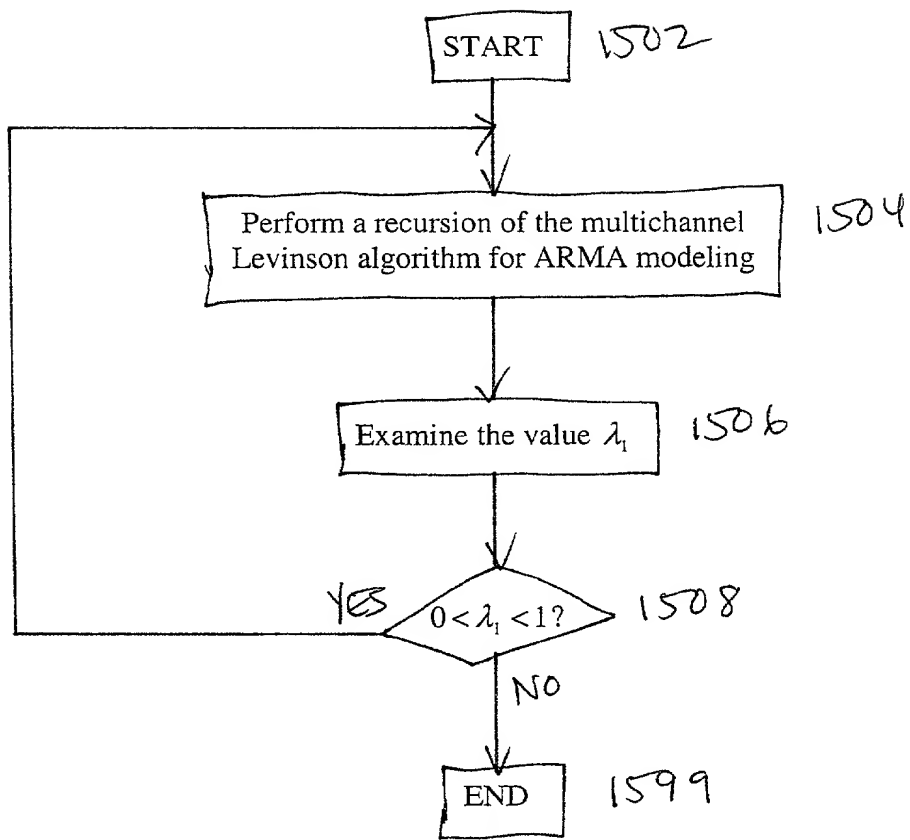 START 1502
Perform a recursion of the multichannel 1504
Levinson algorithm for ARMA modeling
Examine the value λ₁ 1506
YES 0 < λ₁ < 1? 1508
NO
END 1599